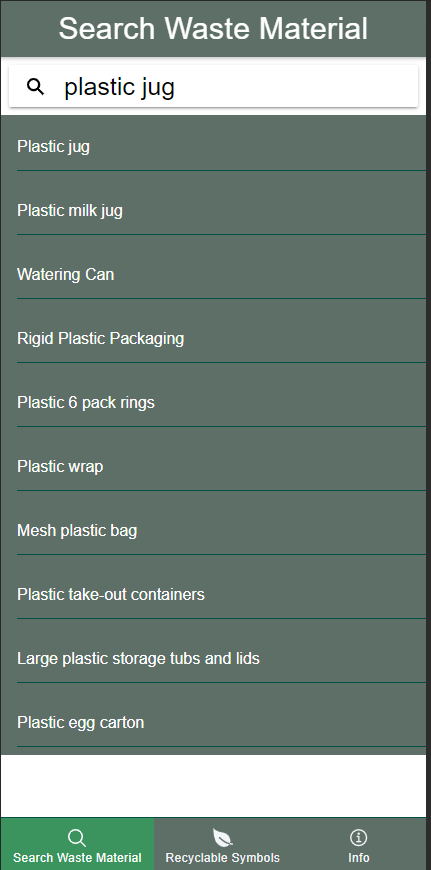 Search Waste Material
plastic jug
Plastic jug
Plastic milk jug
Watering Can
Rigid Plastic Packaging
Plastic 6 pack rings
Plastic wrap
Mesh plastic bag
Plastic take-out containers
Large plastic storage tubs and lids
Plastic egg carton
Search Waste Material Recyclable Symbols Info